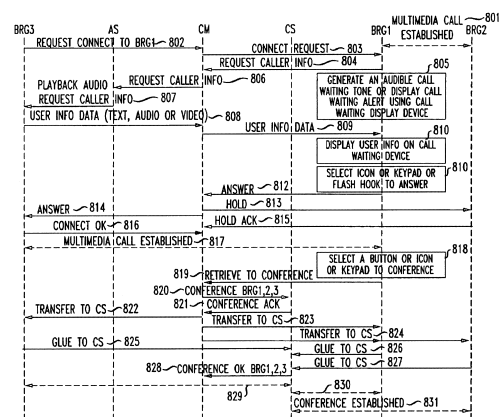 MULTIMEDIA CALL 801
ESTABLISHED
BRG3 AS CM CS BRG1 BRG2
REQUEST CONNECT TO BRG1 802
CONNECT REQUEST 803
REQUEST CALLER INFO 804
805
GENERATE AN AUDIBLE CALL
WAITING TONE OR DISPLAY CALL
WAITING ALERT USING CALL
WAITING DISPLAY DEVICE
REQUEST CALLER INFO 806
PLAYBACK AUDIO
REQUEST CALLER INFO 807
USER INFO DATA (TEXT, AUDIO OR VIDEO) 808
USER INFO DATA 809
810
DISPLAY USER INFO ON CALL
WAITING DEVICE
810
SELECT ICON OR KEYPAD OR
FLASH HOOK TO ANSWER
ANSWER 812
HOLD 813
ANSWER 814
HOLD ACK 815
CONNECT OK 816
MULTIMEDIA CALL ESTABLISHED 817
818
SELECT A BUTTON OR ICON
OR KEYPAD TO CONFERENCE
819 RETRIEVE TO CONFERENCE
820 CONFERENCE BRG1,2,3
821 CONFERENCE ACK
TRANSFER TO CS 822
TRANSFER TO CS 823
TRANSFER TO CS 824
GLUE TO CS 825
GLUE TO CS 826
GLUE TO CS 827
828 CONFERENCE OK BRG1,2,3
829
830
CONFERENCE ESTABLISHED 831